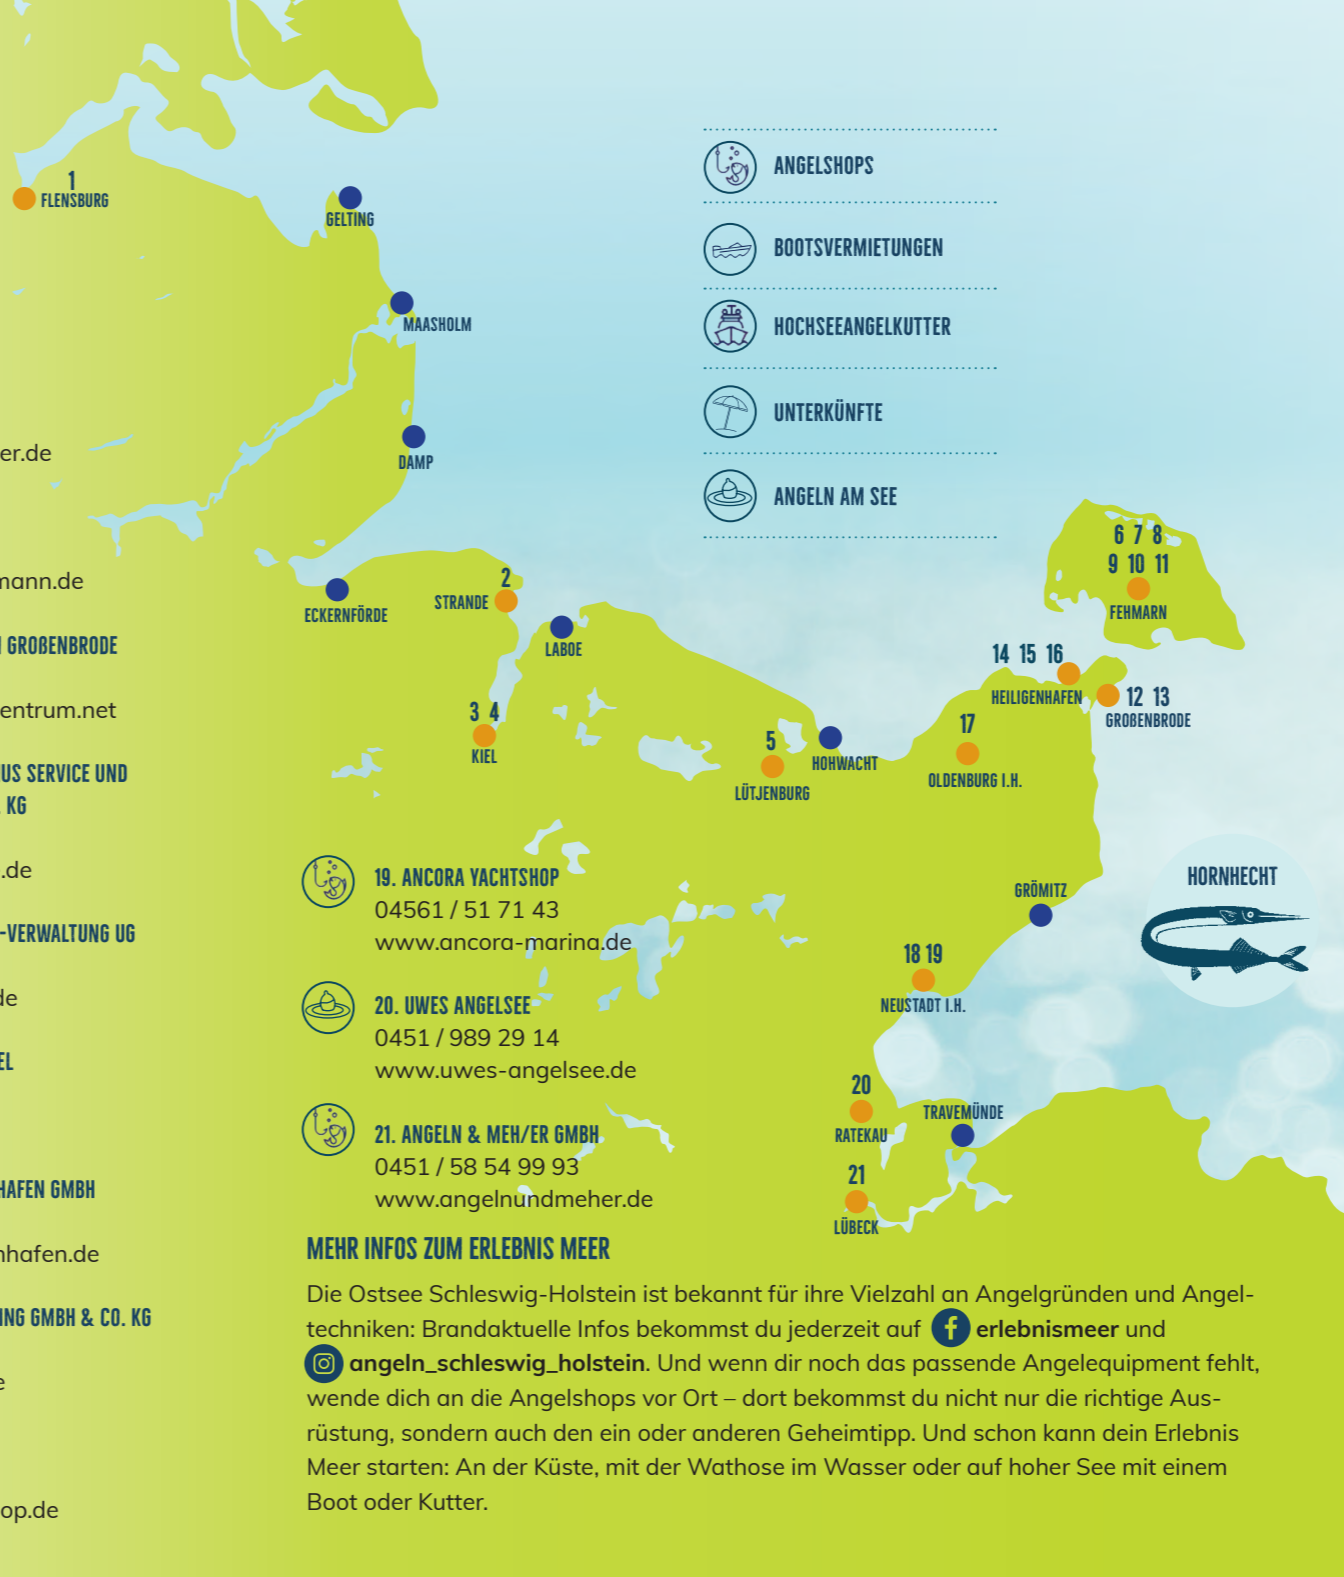 1
FLENSBURG
GELTING
MAASHOLM
DAMP
ECKERNFÖRDE
2
STRANDE
LABOE
3 4
KIEL
5
LÜTJENBURG
HOHWACHT
17
OLDENBURG I.H.
14 15 16
HEILIGENHAFEN
12 13
GROßENBRODE
6 7 8
9 10 11
FEHMARN
GRÖMITZ
18 19
NEUSTADT I.H.
20
RATEKAU
TRAVEMÜNDE
21
LÜBECK
ANGELSHOPS
BOOTSVERMIETUNGEN
HOCHSEEANGELKUTTER
UNTERKÜNFTE
ANGELN AM SEE
HORNHECHT
er.de
mann.de
GROßENBRODE
entrum.net
US SERVICE UND
KG
.de
-VERWALTUNG UG
de
EL
HAFEN GMBH
nhafen.de
ING GMBH & CO. KG
e
op.de
19. ANCORA YACHTSHOP
04561 / 51 71 43
www.ancora-marina.de
20. UWES ANGELSEE
0451 / 989 29 14
www.uwes-angelsee.de
21. ANGELN & MEH/ER GMBH
0451 / 58 54 99 93
www.angelnundmeher.de
MEHR INFOS ZUM ERLEBNIS MEER
Die Ostsee Schleswig-Holstein ist bekannt für ihre Vielzahl an Angelgründen und Angel-
techniken: Brandaktuelle Infos bekommst du jederzeit auf erlebnismeer und
angeln_schleswig_holstein. Und wenn dir noch das passende Angelequipment fehlt,
wende dich an die Angelshops vor Ort – dort bekommst du nicht nur die richtige Aus-
rüstung, sondern auch den ein oder anderen Geheimtipp. Und schon kann dein Erlebnis
Meer starten: An der Küste, mit der Wathose im Wasser oder auf hoher See mit einem
Boot oder Kutter.